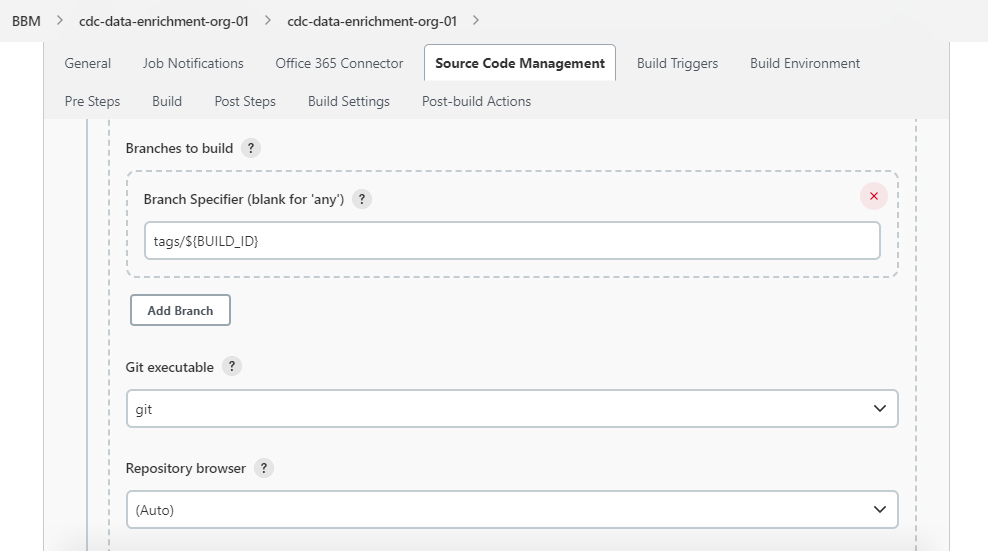 BBM > cdc-data-enrichment-org-01 > cdc-data-enrichment-org-01 >
General Job Notifications Office 365 Connector Source Code Management Build Triggers Build Environment
Pre Steps Build Post Steps Build Settings Post-build Actions
Branches to build ?
Branch Specifier (blank for 'any') ?
tags/${BUILD_ID}
Add Branch
Git executable ?
git
Repository browser ?
(Auto)